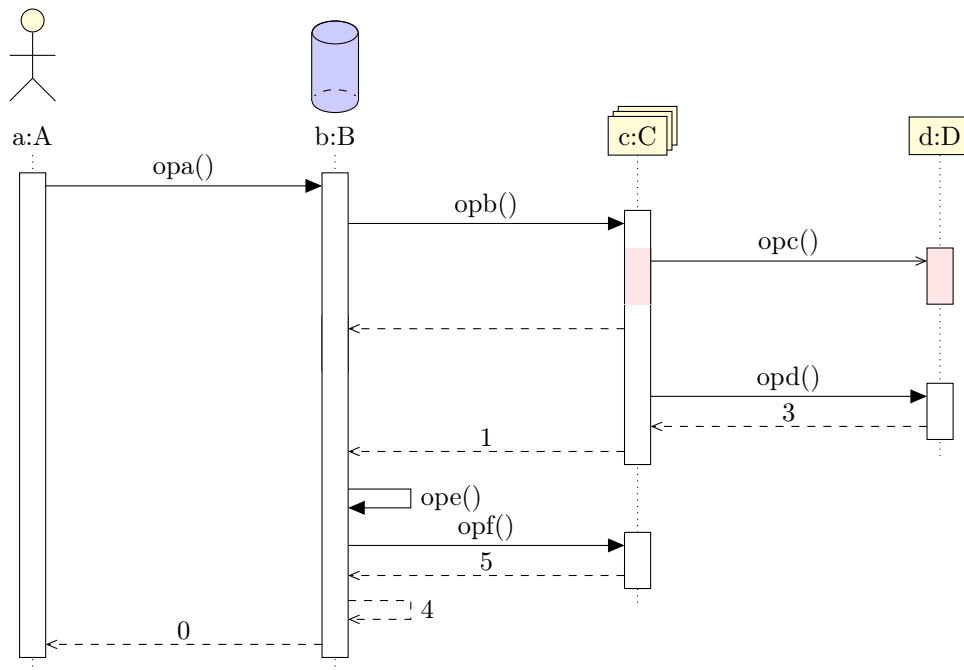 a:A
b:B
c:C
d:D
opa()
opb()
opc()
opd()
3
1
ope()
opf()
5
4
0